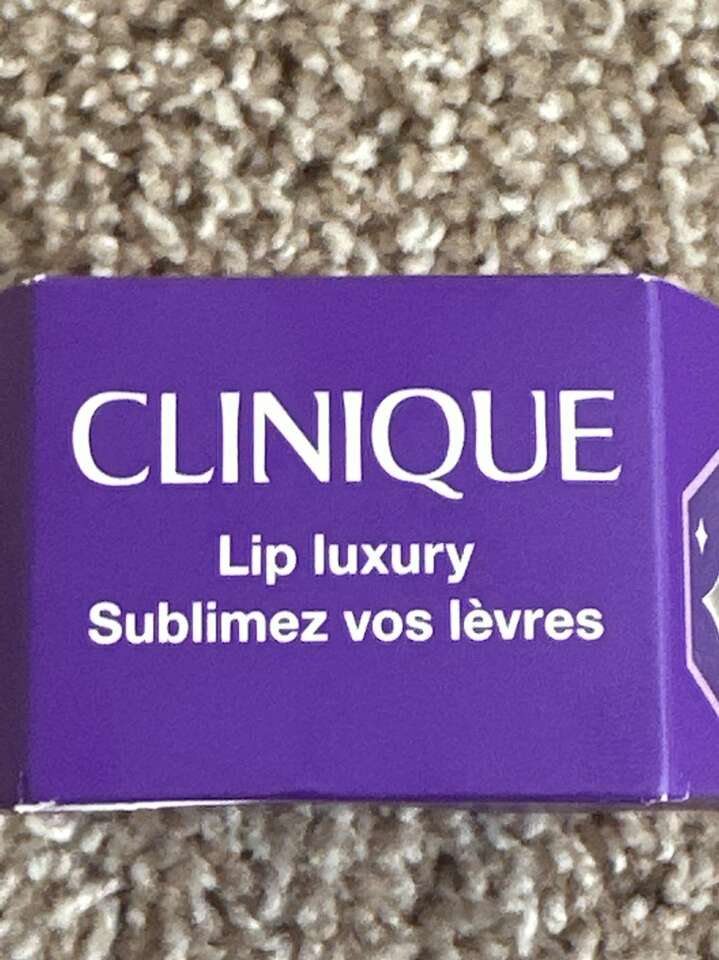 CLINIQUE
Lip luxury
Sublimez vos lèvres